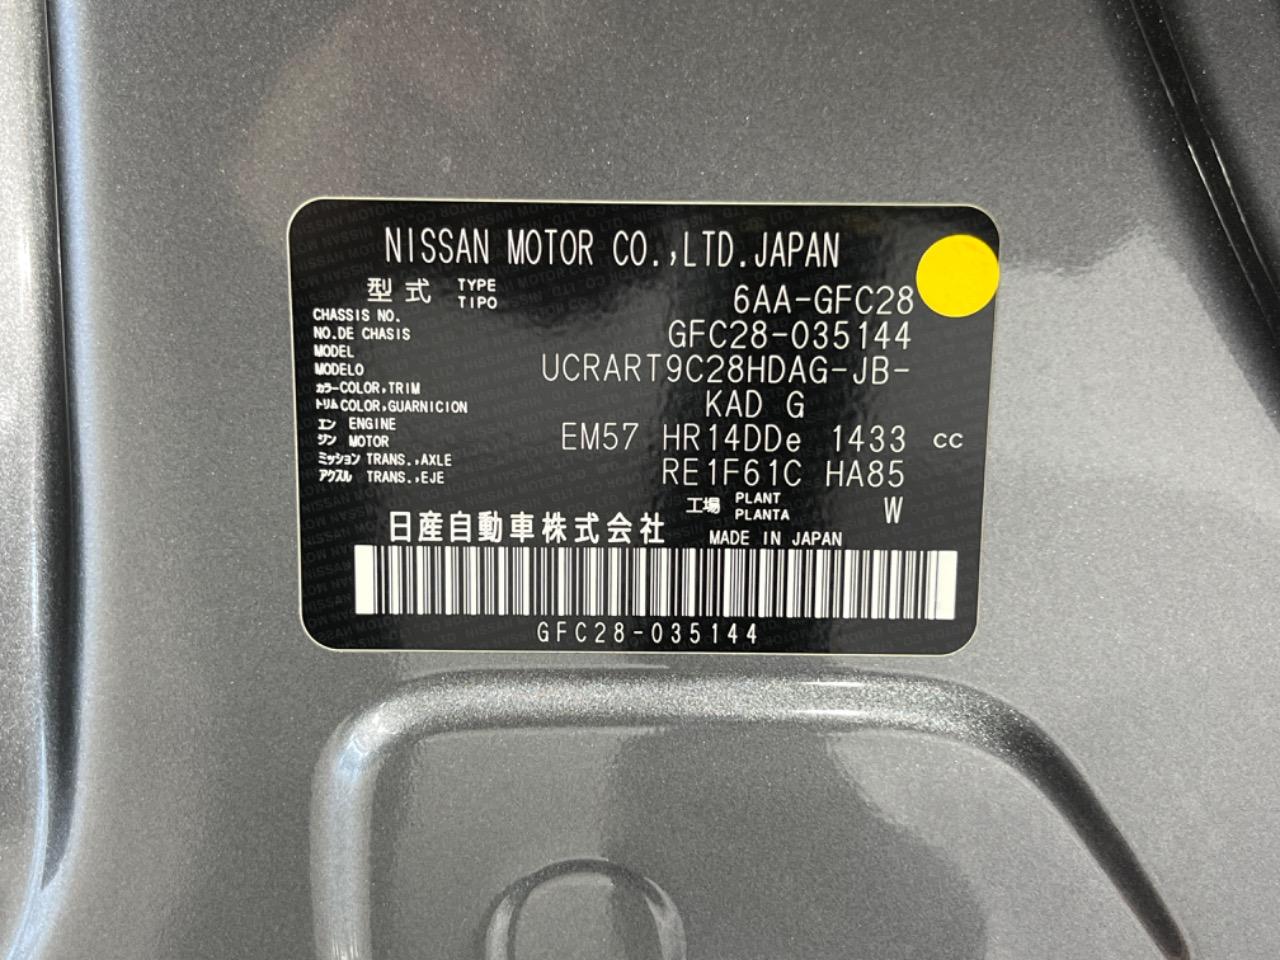 NISSAN MOTOR CO.,LTD.JAPAN
型式 TYPE TIPO 6AA-GFC28
CHASSIS NO.
NO.DE CHASIS GFC28-035144
MODEL
MODELO UCRART9C28HDAG-JB-
カラー COLOR,TRIM
トリム COLOR,GUARNICION KAD G
エン ENGINE
ジン MOTOR EM57 HR14DDe 1433 cc
ミッション TRANS.,AXLE
アクスル TRANS.,EJE RE1F61C HA85
工場 PLANT PLANTA W
日産自動車株式会社 MADE IN JAPAN
GFC28-035144